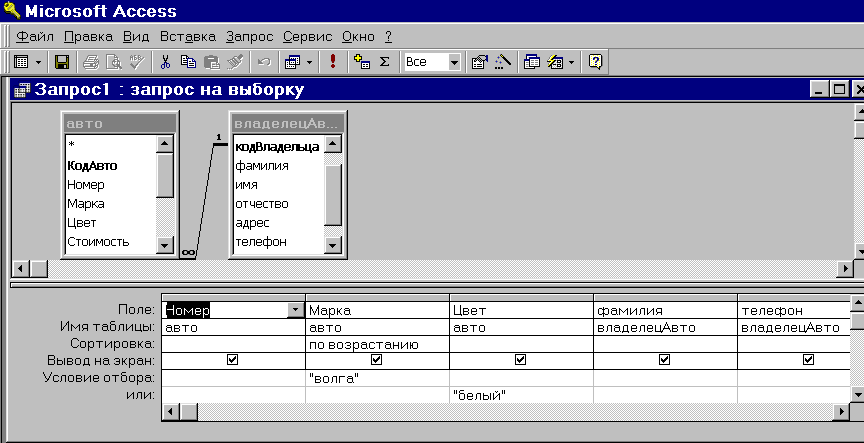 Microsoft Access
Файл Правка Вид Вставка Запрос Сервис Окно ?
Все
Запрос1 : запрос на выборку
авто
*
КодАвто
Номер
Марка
Цвет
Стоимость
1
∞
владелецАв...
кодВладельца
фамилия
имя
отчество
адрес
телефон
Поле: Номер Марка Цвет фамилия телефон
Имя таблицы: авто авто авто владелецАвто владелецАвто
Сортировка: по возрастанию
Вывод на экран:
Условие отбора: "волга"
или: "белый"